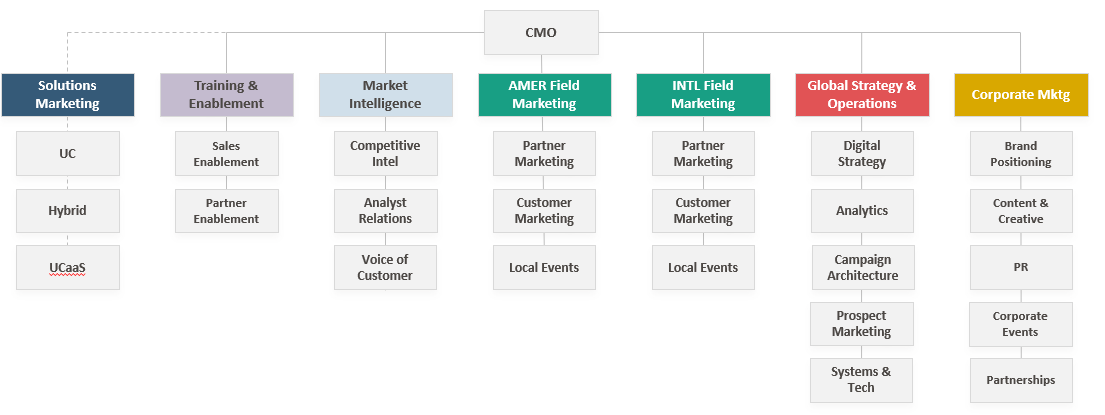 CMO
Solutions
Marketing
UC
Hybrid
UCaaS
Training &
Enablement
Sales
Enablement
Partner
Enablement
Market
Intelligence
Competitive
Intel
Analyst
Relations
Voice of
Customer
AMER Field
Marketing
Partner
Marketing
Customer
Marketing
Local Events
INTL Field
Marketing
Partner
Marketing
Customer
Marketing
Local Events
Global Strategy &
Operations
Digital
Strategy
Analytics
Campaign
Architecture
Prospect
Marketing
Systems &
Tech
Corporate Mktg
Brand
Positioning
Content &
Creative
PR
Corporate
Events
Partnerships